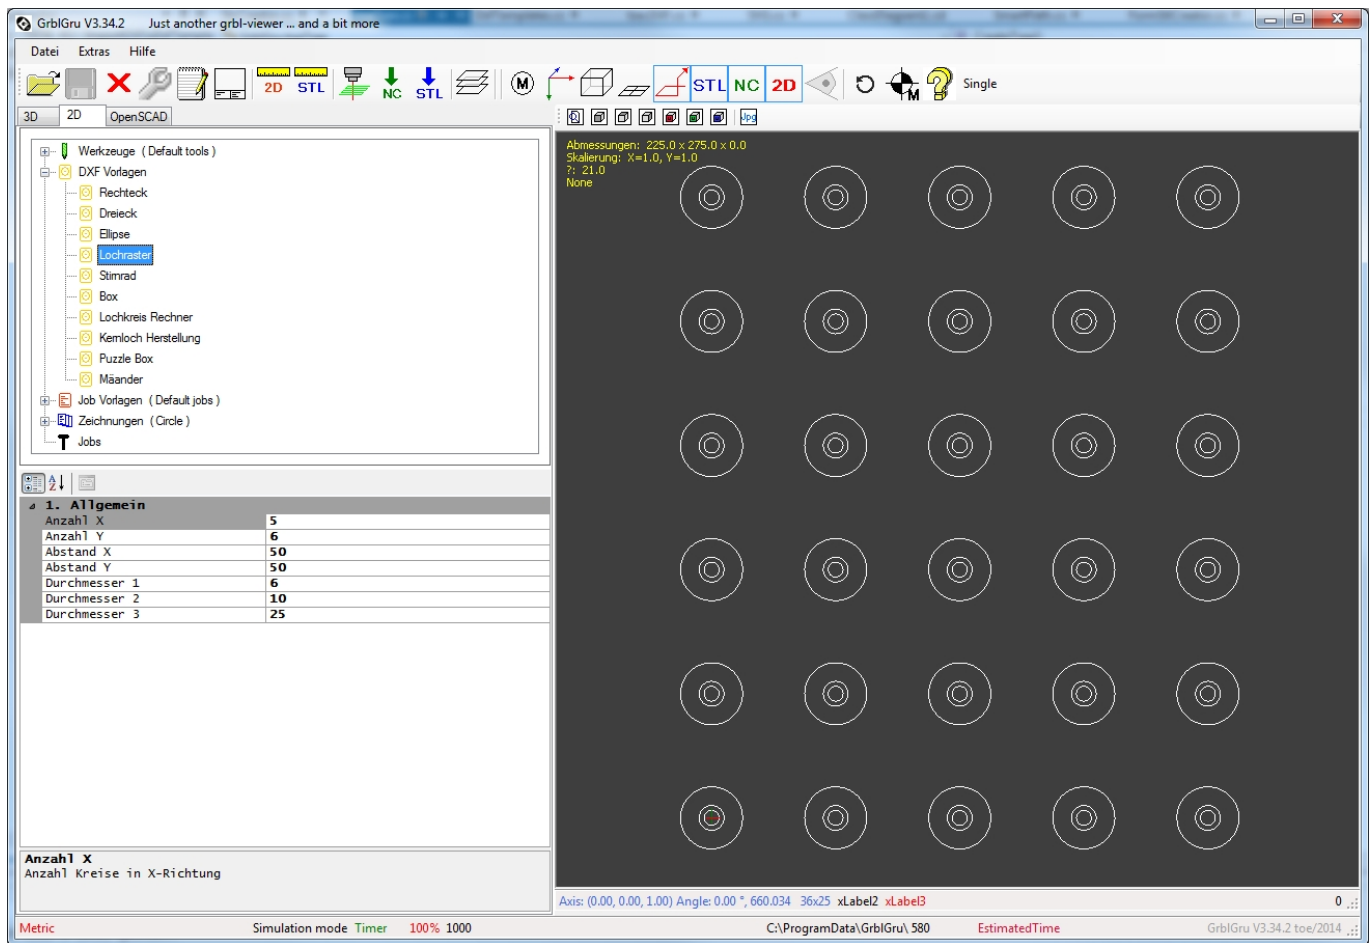 GrblGru V3.34.2 Just another grbl-viewer ... and a bit more
Datei Extras Hilfe
2D STL NC STL M STL NC 2D M Single
3D 2D OpenSCAD
Jpg
Werkzeuge ( Default tools )
DXF Vorlagen
Rechteck
Dreieck
Ellipse
Lochraster
Stirnrad
Box
Lochkreis Rechner
Kernloch Herstellung
Puzzle Box
Mäander
Job Vorlagen ( Default jobs )
Zeichnungen ( Circle )
Jobs
1. Allgemein
Anzahl X 5
Anzahl Y 6
Abstand X 50
Abstand Y 50
Durchmesser 1 6
Durchmesser 2 10
Durchmesser 3 25
Anzahl X
Anzahl Kreise in X-Richtung
Abmessungen: 225.0 x 275.0 x 0.0
Skalierung: X=1.0, Y=1.0
?: 21.0
None
Axis: (0.00, 0.00, 1.00) Angle: 0.00 °, 660.034 36x25 xLabel2 xLabel3 0
Metric Simulation mode Timer 100% 1000 C:\ProgramData\GrblGru\ 580 EstimatedTime GrblGru V3.34.2 toe/2014